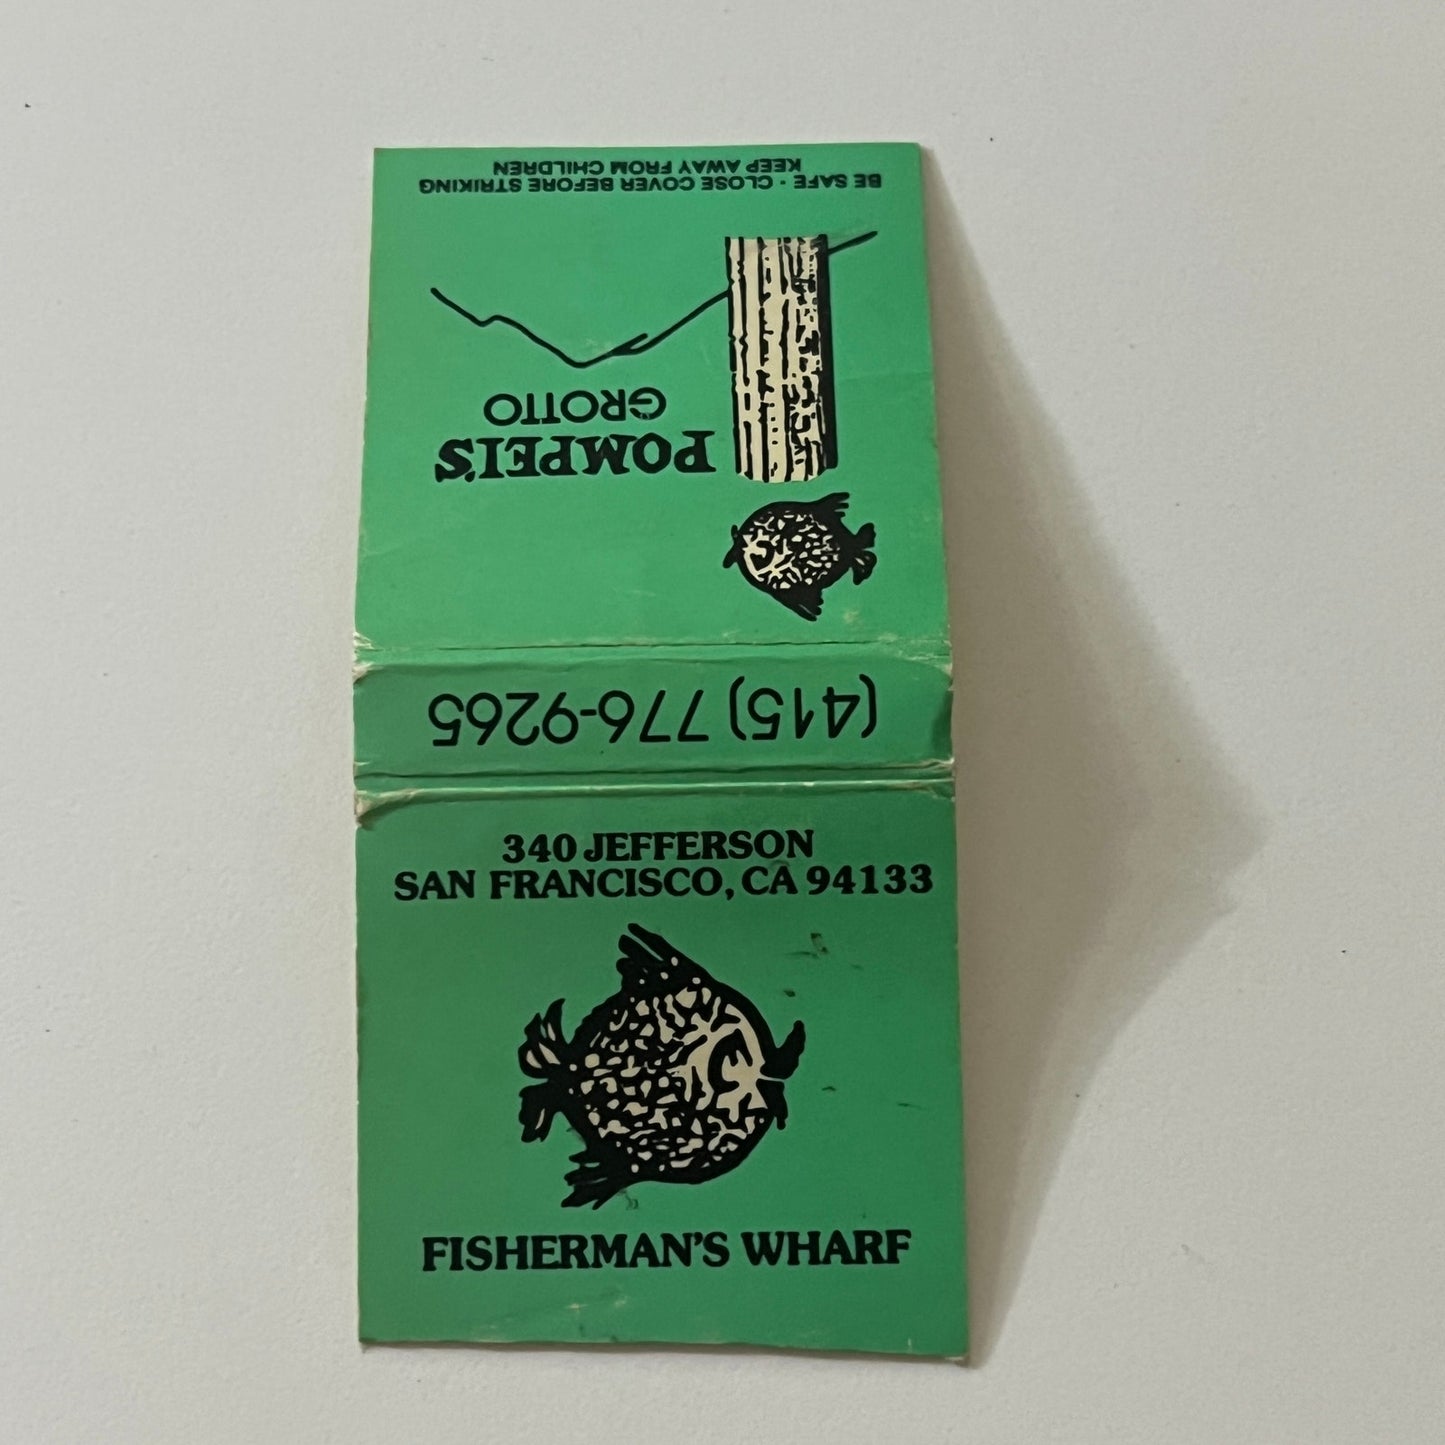 POMPEI'S
GROTTO
BE SAFE - CLOSE COVER BEFORE STRIKING
KEEP AWAY FROM CHILDREN
(415) 776-9265
340 JEFFERSON
SAN FRANCISCO, CA 94133
FISHERMAN'S WHARF